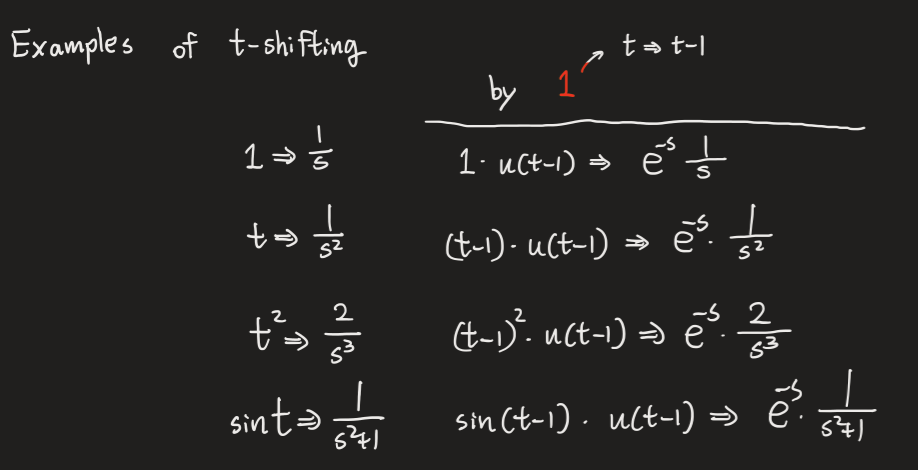 Examples of t-shifting
by 1 t ⇒ t-1
1 ⇒ 1/s 1· u(t-1) ⇒ e^-s 1/s
t ⇒ 1/s² (t-1)· u(t-1) ⇒ e^-s · 1/s²
t² ⇒ 2/s³ (t-1)²· u(t-1) ⇒ e^-s · 2/s³
sint ⇒ 1/(s²+1) sin(t-1) · u(t-1) ⇒ e^-s · 1/(s²+1)